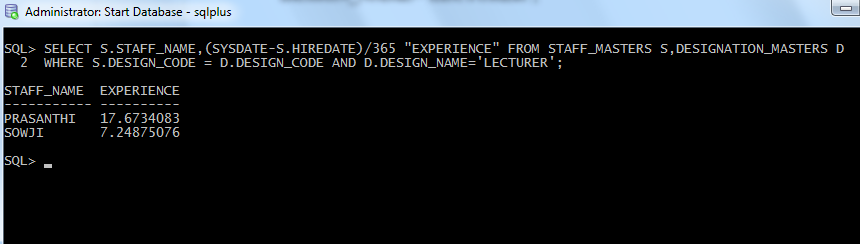 Administrator: Start Database - sqlplus
SQL> SELECT S.STAFF_NAME,(SYSDATE-S.HIREDATE)/365 "EXPERIENCE" FROM STAFF_MASTERS S,DESIGNATION_MASTERS D
  2  WHERE S.DESIGN_CODE = D.DESIGN_CODE AND D.DESIGN_NAME='LECTURER';
STAFF_NAME  EXPERIENCE
----------- ----------
PRASANTHI   17.6734083
SOWJI       7.24875076
SQL> _